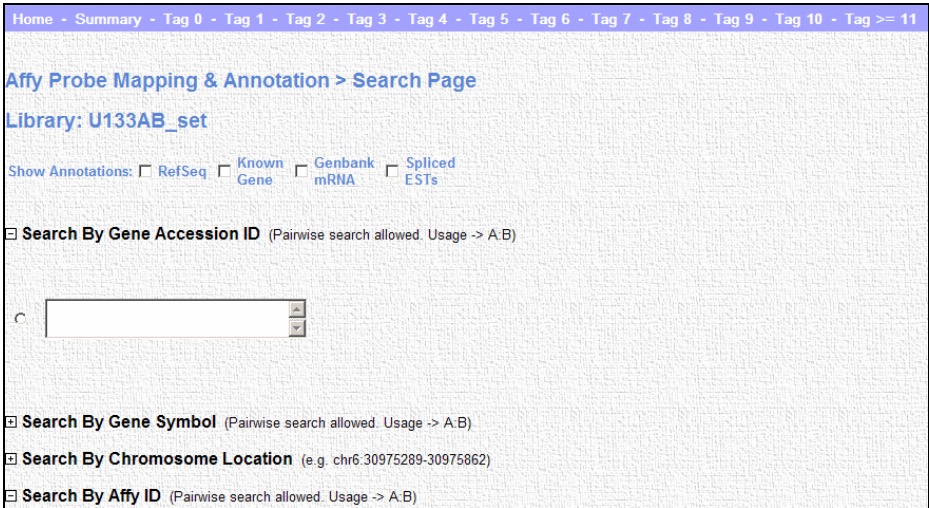 Home - Summary - Tag 0 - Tag 1 - Tag 2 - Tag 3 - Tag 4 - Tag 5 - Tag 6 - Tag 7 - Tag 8 - Tag 9 - Tag 10 - Tag >= 11
Affy Probe Mapping & Annotation > Search Page
Library: U133AB_set
Show Annotations: RefSeq Known Gene Genbank mRNA Spliced ESTs
Search By Gene Accession ID (Pairwise search allowed. Usage -> A:B)
Search By Gene Symbol (Pairwise search allowed. Usage -> A:B)
Search By Chromosome Location (e.g. chr6:30975289-30975862)
Search By Affy ID (Pairwise search allowed. Usage -> A:B)